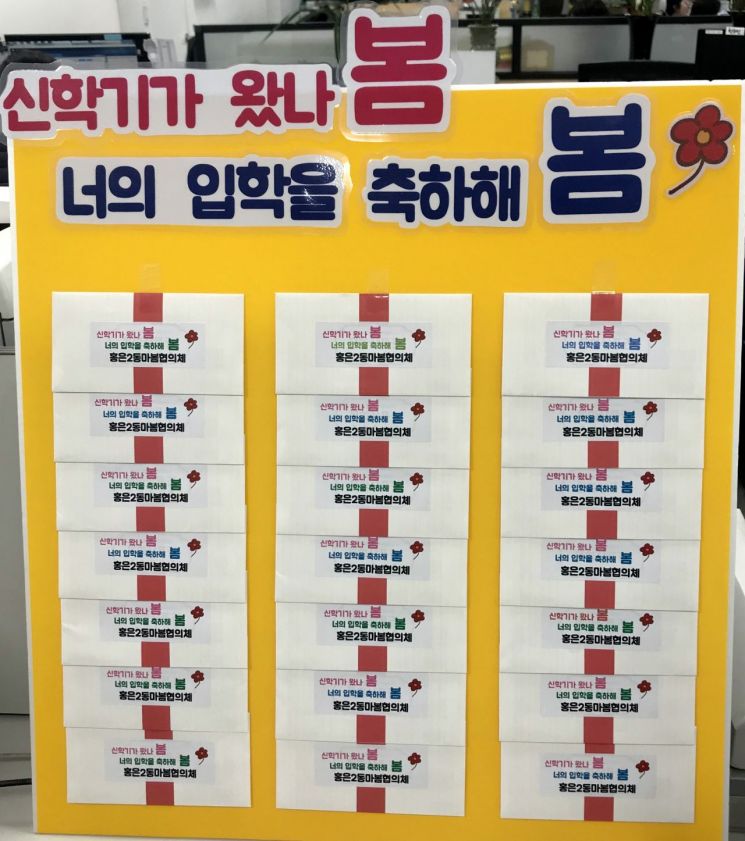 신학기가 왔나 봄
너의 입학을 축하해 봄
신학기가 왔나 봄
너의 입학을 축하해 봄
홍은2동마봄협의체
신학기가 왔나 봄
너의 입학을 축하해 봄
홍은2동마봄협의체
신학기가 왔나 봄
너의 입학을 축하해 봄
홍은2동마봄협의체
신학기가 왔나 봄
너의 입학을 축하해 봄
홍은2동마봄협의체
신학기가 왔나 봄
너의 입학을 축하해 봄
홍은2동마봄협의체
신학기가 왔나 봄
너의 입학을 축하해 봄
홍은2동마봄협의체
신학기가 왔나 봄
너의 입학을 축하해 봄
홍은2동마봄협의체
신학기가 왔나 봄
너의 입학을 축하해 봄
홍은2동마봄협의체
신학기가 왔나 봄
너의 입학을 축하해 봄
홍은2동마봄협의체
신학기가 왔나 봄
너의 입학을 축하해 봄
홍은2동마봄협의체
신학기가 왔나 봄
너의 입학을 축하해 봄
홍은2동마봄협의체
신학기가 왔나 봄
너의 입학을 축하해 봄
홍은2동마봄협의체
신학기가 왔나 봄
너의 입학을 축하해 봄
홍은2동마봄협의체
신학기가 왔나 봄
너의 입학을 축하해 봄
홍은2동마봄협의체
신학기가 왔나 봄
너의 입학을 축하해 봄
홍은2동마봄협의체
신학기가 왔나 봄
너의 입학을 축하해 봄
홍은2동마봄협의체
신학기가 왔나 봄
너의 입학을 축하해 봄
홍은2동마봄협의체
신학기가 왔나 봄
너의 입학을 축하해 봄
홍은2동마봄협의체
신학기가 왔나 봄
너의 입학을 축하해 봄
홍은2동마봄협의체
신학기가 왔나 봄
너의 입학을 축하해 봄
홍은2동마봄협의체
신학기가 왔나 봄
너의 입학을 축하해 봄
홍은2동마봄협의체